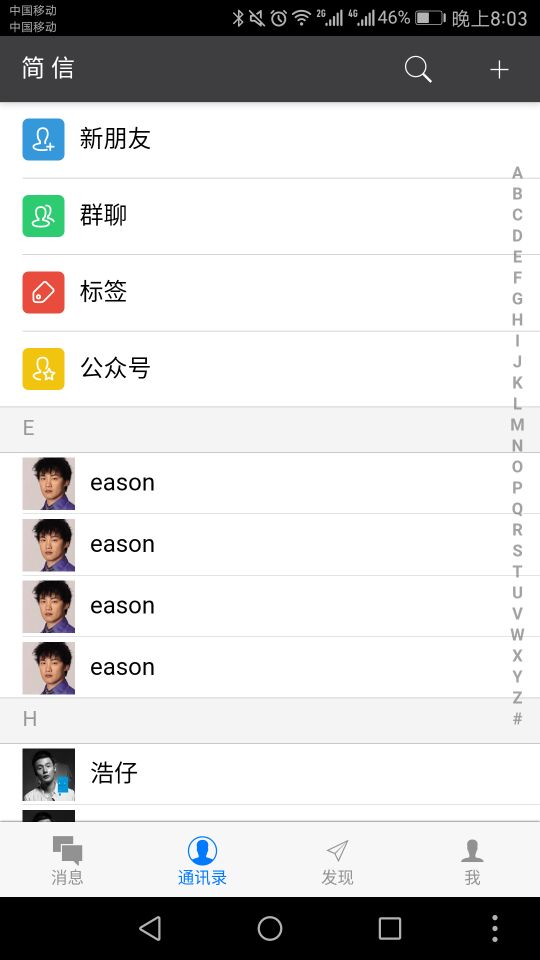 中国移动
中国移动
2G
4G
46%
晚上8:03
简 信
新朋友
群聊
标签
公众号
E
eason
eason
eason
eason
H
浩仔
A
B
C
D
E
F
G
H
I
J
K
L
M
N
O
P
Q
R
S
T
U
V
W
X
Y
Z
#
消息
通讯录
发现
我